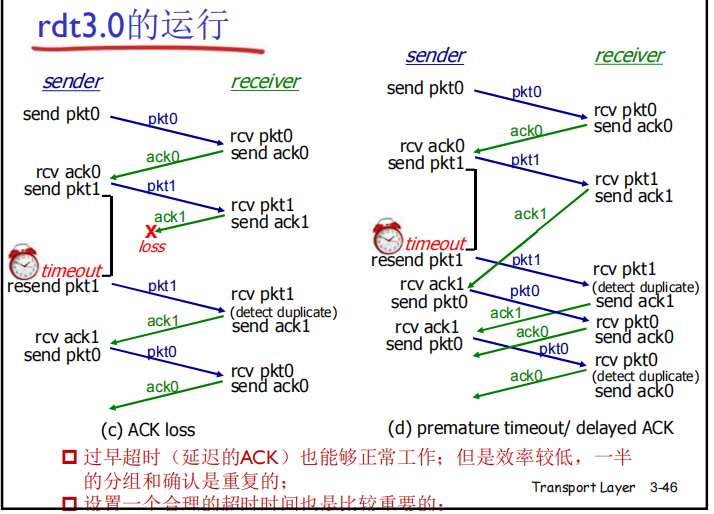 rdt3.0的运行
sender
receiver
send pkt0
pkt0
rcv pkt0
send ack0
ack0
rcv ack0
send pkt1
pkt1
rcv pkt1
send ack1
ack1
X
loss
timeout
resend pkt1
pkt1
rcv pkt1
(detect duplicate)
send ack1
ack1
rcv ack1
send pkt0
pkt0
rcv pkt0
send ack0
ack0
(c) ACK loss
sender
receiver
send pkt0
pkt0
rcv pkt0
send ack0
ack0
rcv ack0
send pkt1
pkt1
rcv pkt1
send ack1
ack1
timeout
resend pkt1
pkt1
rcv pkt1
(detect duplicate)
send ack1
rcv ack1
send pkt0
pkt0
ack1
rcv pkt0
send ack0
ack0
rcv ack1
send pkt0
pkt0
rcv pkt0
(detect duplicate)
send ack0
ack0
(d) premature timeout/ delayed ACK
过早超时（延迟的ACK）也能够正常工作；但是效率较低，一半
的分组和确认是重复的；
设置一个合理的超时时间也是比较重要的；
Transport Layer 3-46